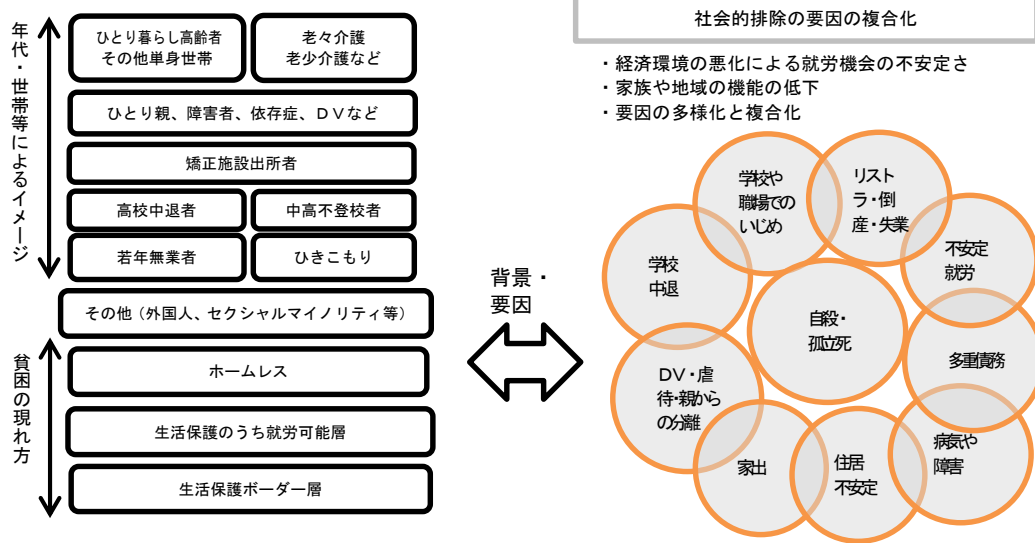 年代・世帯等によるイメージ
ひとり暮らし高齢者
その他単身世帯
老々介護
老少介護など
ひとり親、障害者、依存症、ＤＶなど
矯正施設出所者
高校中退者
中高不登校者
若年無業者
ひきこもり
その他（外国人、セクシャルマイノリティ等）
貧困の現れ方
ホームレス
生活保護のうち就労可能層
生活保護ボーダー層
背景・
要因
社会的排除の要因の複合化
・経済環境の悪化による就労機会の不安定さ
・家族や地域の機能の低下
・要因の多様化と複合化
学校や
職場での
いじめ
リスト
ラ・倒
産・失業
不安定
就労
学校
中退
自殺・
孤立死
多重債務
ＤＶ・虐
待・親から
の分離
病気や
障害
家出
住居
不安定